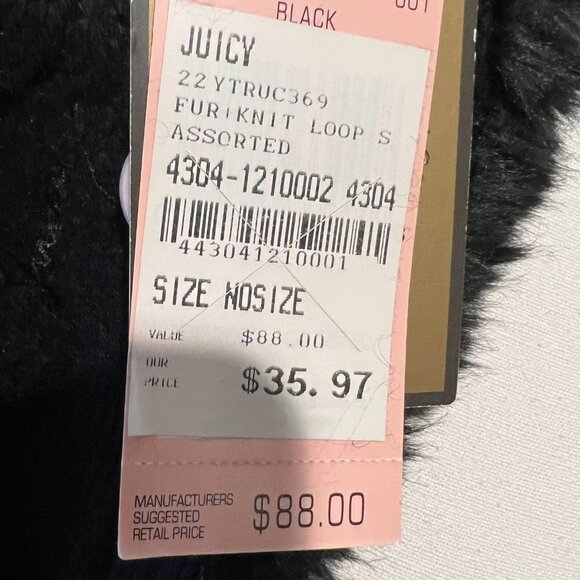 001
BLACK
JUICY
22YTRUC369
FUR|KNIT LOOP S
ASSORTED
4304-1210002 4304
443041210001
SIZE NOSIZE
VALUE $88.00
OUR
PRICE $35.97
MANUFACTURERS
SUGGESTED
RETAIL PRICE $88.00